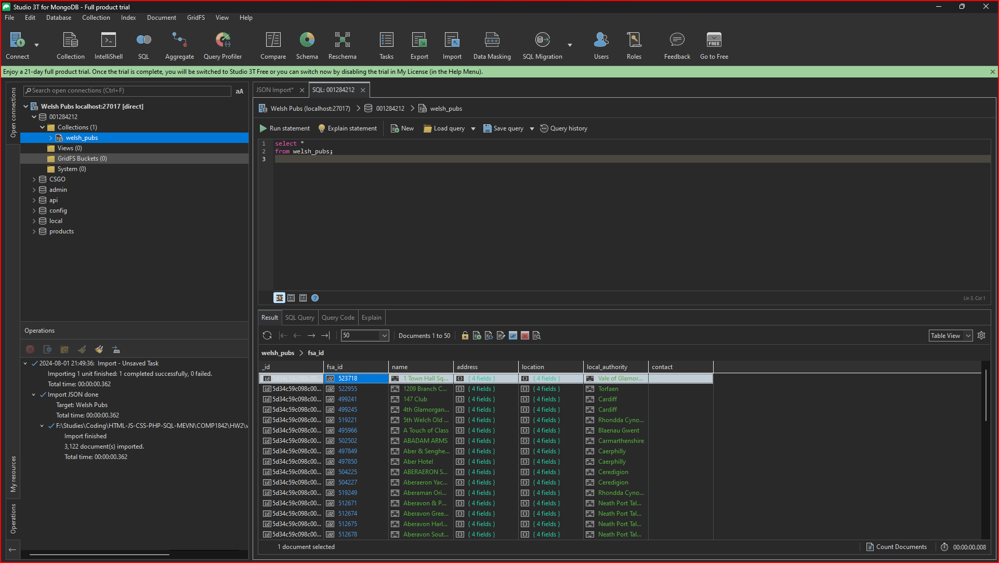 Studio 3T for MongoDB - Full product trial
File Edit Database Collection Index Document GridFS View Help
Connect Collection IntelliShell SQL Aggregate Query Profiler Compare Schema Reschema Tasks Export Import Data Masking SQL Migration Users Roles Feedback Go to Free
FREE
Enjoy a 21-day full product trial. Once the trial is complete, you will be switched to Studio 3T Free or you can switch now by disabling the trial in My License (in the Help Menu).
Open connections
Search open connections (Ctrl+F) aA
Welsh Pubs localhost:27017 [direct]
001284212
Collections (1)
welsh_pubs
Views (0)
GridFS Buckets (0)
System (0)
CSGO
admin
api
config
local
products
Operations
2024-08-01 21:49:36: Import - Unsaved Task
Importing 1 unit finished: 1 completed successfully, 0 failed.
Total time: 00:00:00.362
Import JSON done
Target: Welsh Pubs
Total time: 00:00:00.362
F:\Studies\Coding\HTML-JS-CSS-PHP-SQL-MEVN\COMP1842\HW2\
Import finished
3,122 document(s) imported.
Total time: 00:00:00.362
My resources
Operations
JSON Import* SQL: 001284212
Welsh Pubs (localhost:27017) 001284212 welsh_pubs
Run statement Explain statement New Load query Save query Query history
1 select *
2 from welsh_pubs;
3
Lin 3, Col 1
Result SQL Query Query Code Explain
50 Documents 1 to 50 Table View
welsh_pubs > fsa_id
_id fsa_id name address location local_authority contact
5d34c59c098c00... 523718 1 Town Hall Sq... { 4 fields } { 4 fields } Vale of Glamor...
5d34c59c098c00... 522955 1209 Branch C... { 4 fields } { 4 fields } Torfaen
5d34c59c098c00... 499241 147 Club { 4 fields } { 4 fields } Cardiff
5d34c59c098c00... 499245 4th Glamorgan... { 4 fields } { 4 fields } Cardiff
5d34c59c098c00... 519221 5th Welch Old ... { 4 fields } { 4 fields } Rhondda Cyno...
5d34c59c098c00... 495966 A Touch of Class { 4 fields } { 4 fields } Blaenau Gwent
5d34c59c098c00... 502502 ABADAM ARMS { 4 fields } { 4 fields } Carmarthenshire
5d34c59c098c00... 497849 Aber & Senghe... { 4 fields } { 4 fields } Caerphilly
5d34c59c098c00... 497850 Aber Hotel { 4 fields } { 4 fields } Caerphilly
5d34c59c098c00... 504225 ABERAERON S... { 4 fields } { 4 fields } Ceredigion
5d34c59c098c00... 504227 Aberaeron Yac... { 4 fields } { 4 fields } Ceredigion
5d34c59c098c00... 519249 Aberaman Ori... { 4 fields } { 4 fields } Rhondda Cyno...
5d34c59c098c00... 512671 Aberavon & P... { 4 fields } { 4 fields } Neath Port Tal...
5d34c59c098c00... 512674 Aberavon Gree... { 4 fields } { 4 fields } Neath Port Tal...
5d34c59c098c00... 512675 Aberavon Harl... { 4 fields } { 4 fields } Neath Port Tal...
5d34c59c098c00... 512678 Aberavon Sout... { 4 fields } { 4 fields } Neath Port Tal...
1 document selected Count Documents 00:00:00.008